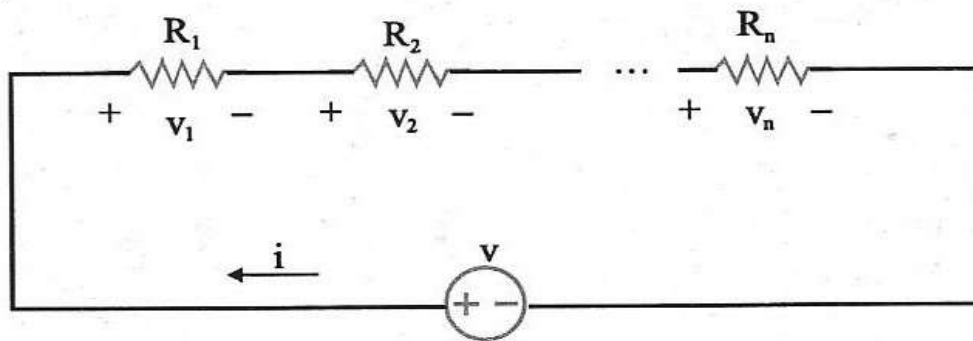 R₁ R₂ ... Rₙ
+ v₁ − + v₂ − + vₙ −
i v
+ −